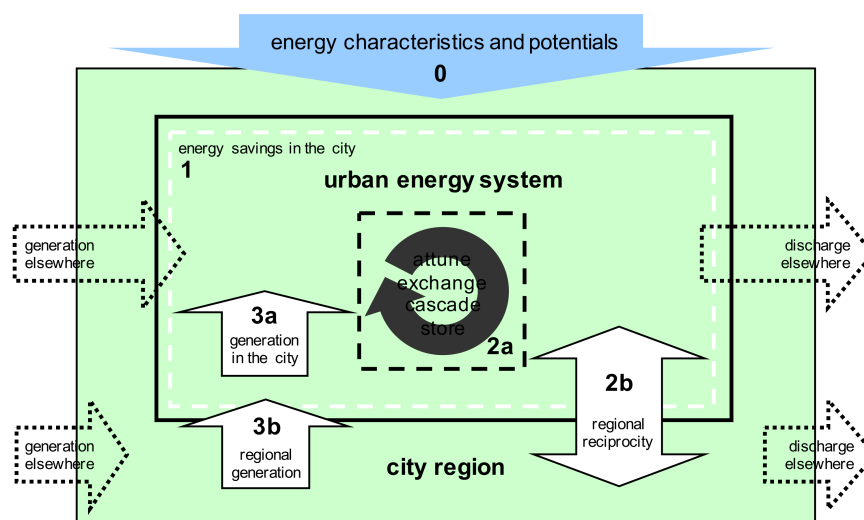 energy characteristics and potentials
0
energy savings in the city
1
urban energy system
generation
elsewhere
discharge
elsewhere
attune
exchange
cascade
store
2a
3a
generation
in the city
2b
regional
reciprocity
3b
regional
generation
city region
generation
elsewhere
discharge
elsewhere